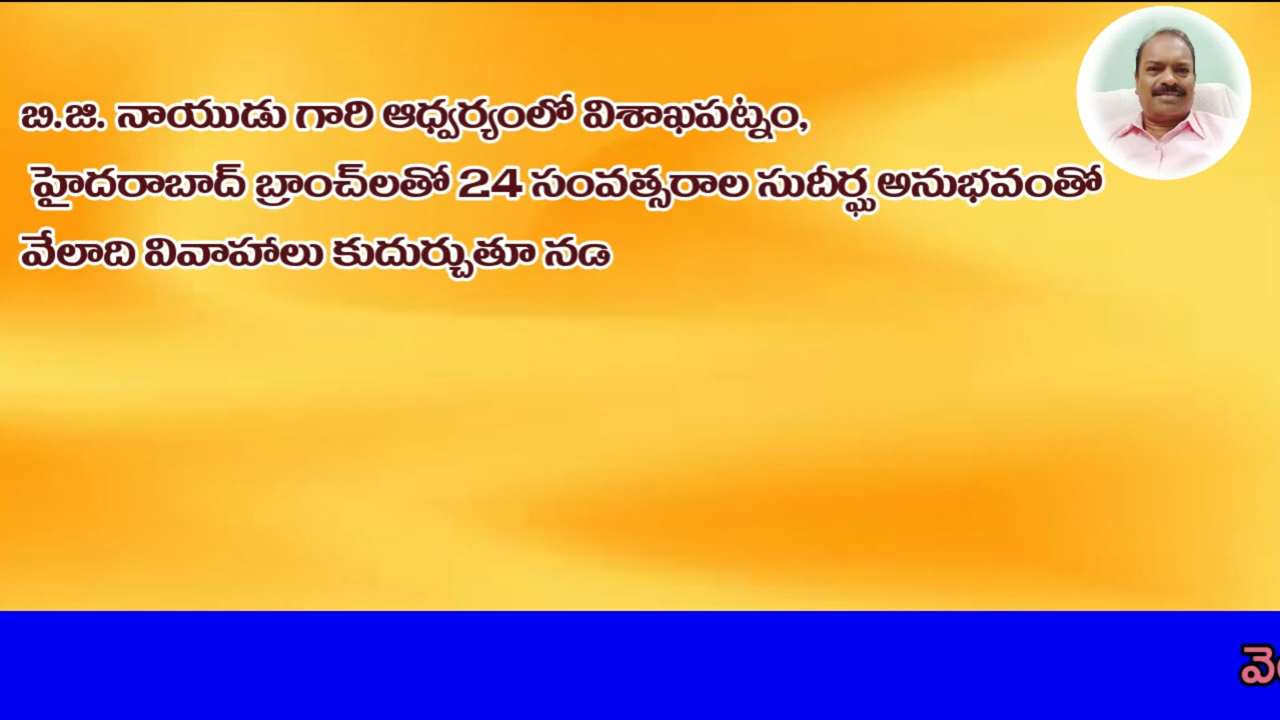 బి.జి. నాయుడు గారి ఆధ్వర్యంలో విశాఖపట్నం,
హైదరాబాద్ బ్రాంచ్‌లతో 24 సంవత్సరాల సుదీర్ఘ అనుభవంతో
వేలాది వివాహాలు కుదుర్చుతూ నడ